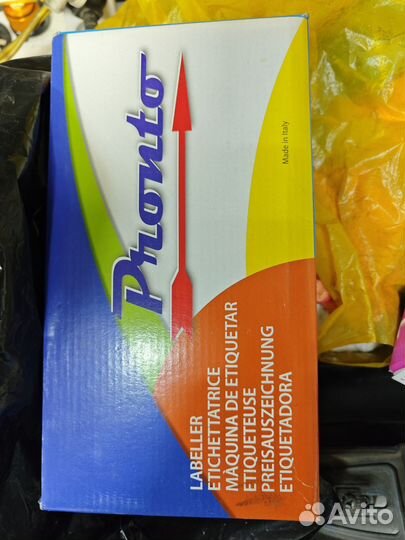 Pronto
Made in Italy
LABELLER
ETICHETTATRICE
MÁQUINA DE ETIQUETAR
ETIQUETEUSE
PREISAUSZEICHNUNG
ETIQUETADORA
Avito